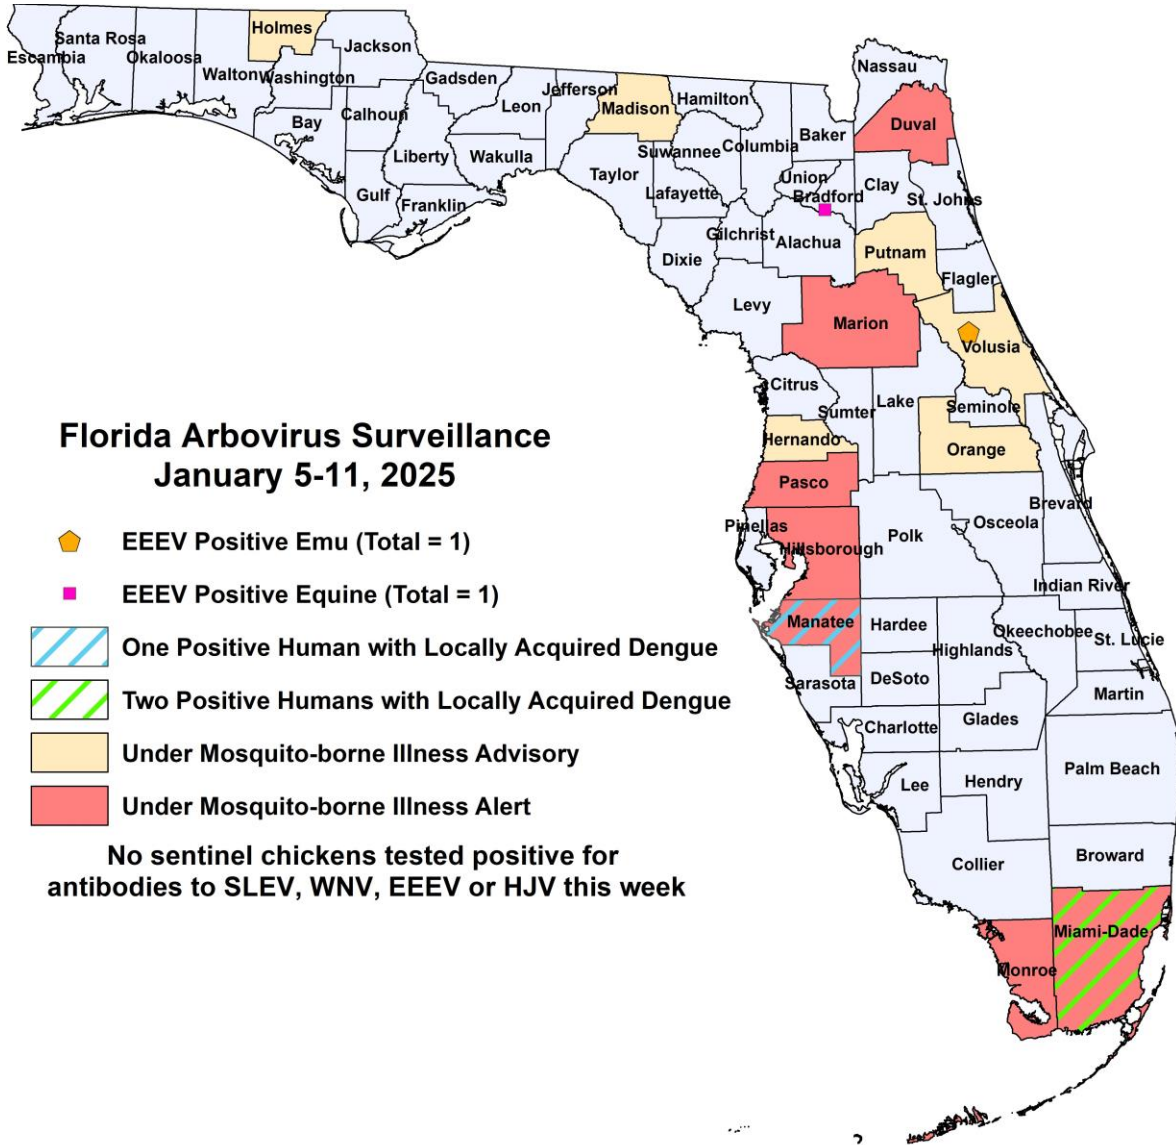 Holmes
Santa Rosa
Escambia
Okaloosa
Walton
Washington
Jackson
Gadsden
Jefferson
Leon
Madison
Hamilton
Nassau
Duval
Baker
Columbia
Bay
Calhoun
Liberty
Wakulla
Taylor
Suwannee
Lafayette
Union
Bradford
Clay
St. Johns
Gulf
Franklin
Gilchrist
Alachua
Dixie
Putnam
Flagler
Levy
Marion
Volusia
Citrus
Sumter
Lake
Seminole
Hernando
Orange
Pasco
Brevard
Pinellas
Hillsborough
Polk
Osceola
Indian River
Manatee
Hardee
Okeechobee
Highlands
St. Lucie
Sarasota
DeSoto
Martin
Charlotte
Glades
Lee
Hendry
Palm Beach
Collier
Broward
Miami-Dade
Monroe
Florida Arbovirus Surveillance
January 5-11, 2025
EEEV Positive Emu (Total = 1)
EEEV Positive Equine (Total = 1)
One Positive Human with Locally Acquired Dengue
Two Positive Humans with Locally Acquired Dengue
Under Mosquito-borne Illness Advisory
Under Mosquito-borne Illness Alert
No sentinel chickens tested positive for
antibodies to SLEV, WNV, EEEV or HJV this week